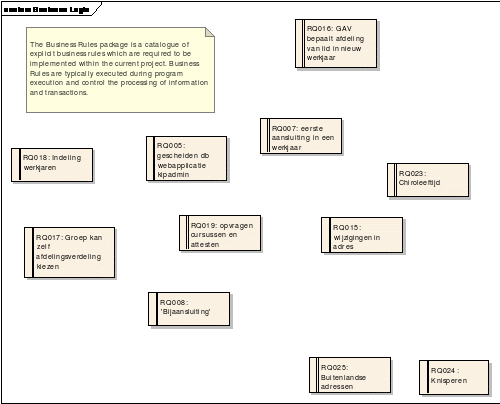 Business Logic
The Business Rules package is a catalogue of
explicit business rules which are required to be
implemented within the current project. Business
Rules are typically executed during program
execution and control the processing of information
and transactions.
RQ016: GAV
bepaalt afdeling
van lid in nieuw
werkjaar
RQ007: eerste
aansluiting in een
werkjaar
RQ018: Indeling
werkjaren
RQ005:
gescheiden db
webapplicatie
kipadmin
RQ023:
Chiroleeftijd
RQ017: Groep kan
zelf
afdelingsverdeling
kiezen
RQ019: opvragen
cursussen en
attesten
RQ015:
wijzigingen in
adres
RQ008:
'Bijaansluiting'
RQ025:
Buitenlandse
adressen
RQ024:
Knisperen